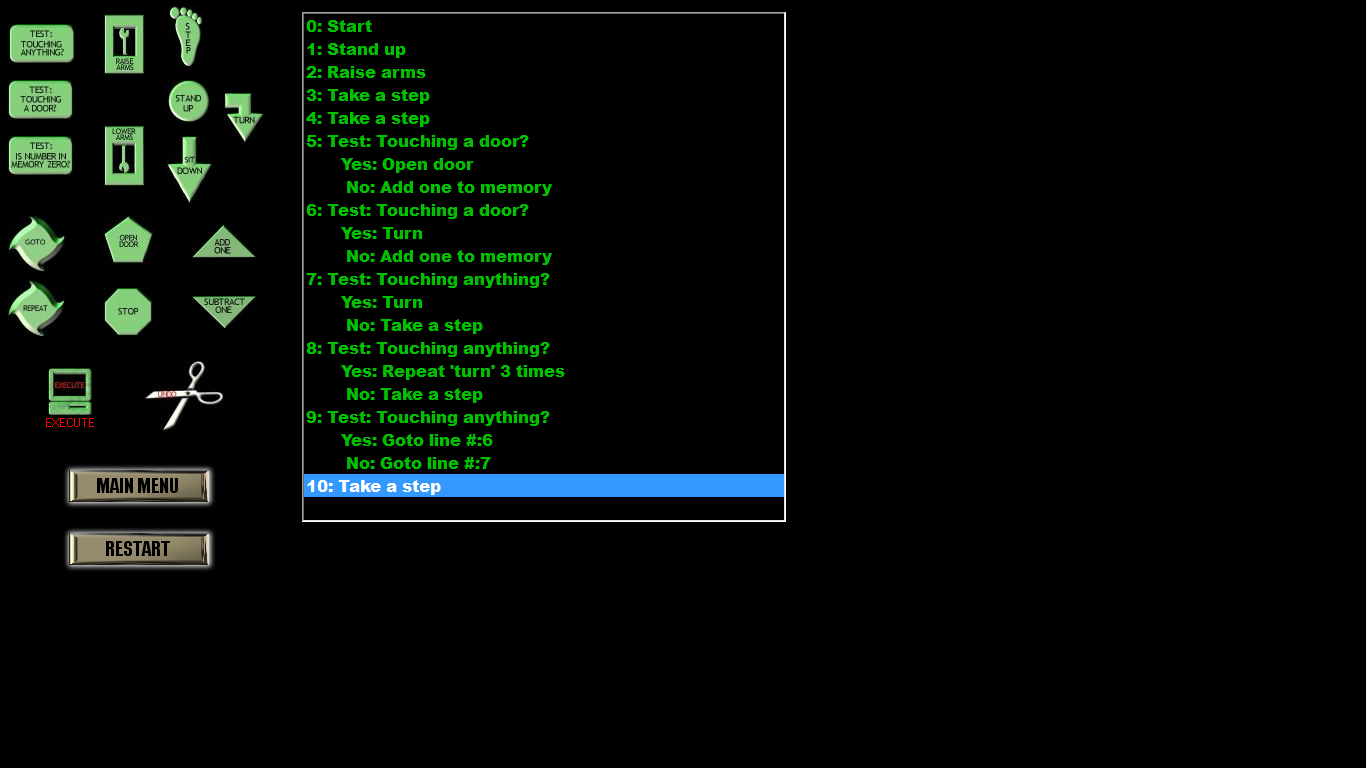 TEST:
TOUCHING
ANYTHING?
RAISE
ARMS
STEP
TEST:
TOUCHING
A DOOR?
STAND
UP
TURN
TEST:
IS NUMBER IN
MEMORY ZERO?
LOWER
ARMS
SIT
DOWN
GOTO
OPEN
DOOR
ADD
ONE
REPEAT
STOP
SUBTRACT
ONE
EXECUTE
EXECUTE
UNDO
MAIN MENU
RESTART
0: Start
1: Stand up
2: Raise arms
3: Take a step
4: Take a step
5: Test: Touching a door?
Yes: Open door
No: Add one to memory
6: Test: Touching a door?
Yes: Turn
No: Add one to memory
7: Test: Touching anything?
Yes: Turn
No: Take a step
8: Test: Touching anything?
Yes: Repeat 'turn' 3 times
No: Take a step
9: Test: Touching anything?
Yes: Goto line #:6
No: Goto line #:7
10: Take a step